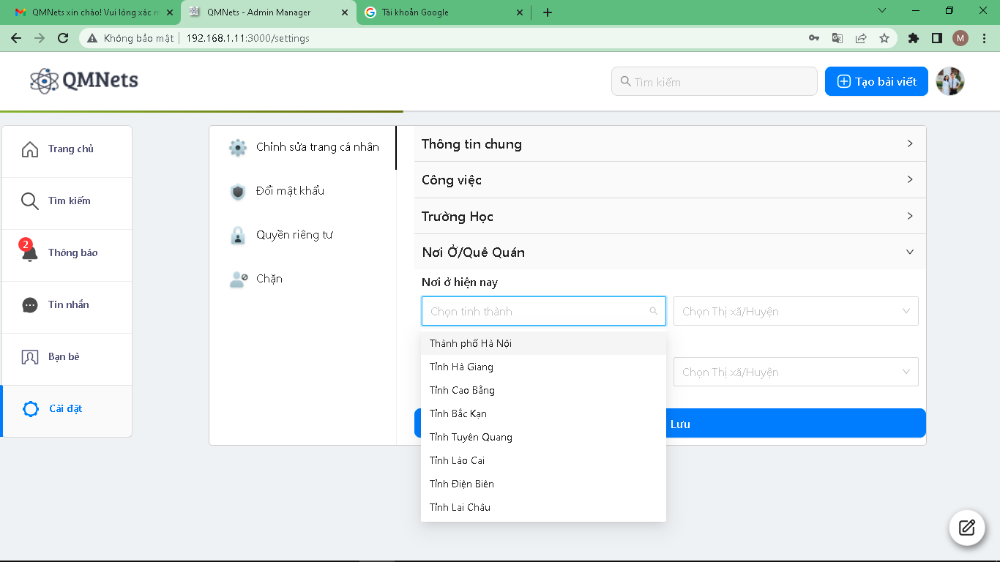 QMNets xin chào! Vui lòng xác m
QMNets - Admin Manager
Tài khoản Google
Không bảo mật
192.168.1.11:3000/settings
M
QMNets
Tìm kiếm
Tạo bài viết
Trang chủ
Tìm kiếm
2
Thông báo
Tin nhắn
Bạn bè
Cài đặt
Chỉnh sửa trang cá nhân
Đổi mật khẩu
Quyền riêng tư
Chặn
Thông tin chung
Công việc
Trường Học
Nơi Ở/Quê Quán
Nơi ở hiện nay
Chọn tỉnh thành
Chọn Thị xã/Huyện
Thành phố Hà Nội
Tỉnh Hà Giang
Tỉnh Cao Bằng
Tỉnh Bắc Kạn
Tỉnh Tuyên Quang
Tỉnh Lào Cai
Tỉnh Điện Biên
Tỉnh Lai Châu
Chọn Thị xã/Huyện
Lưu